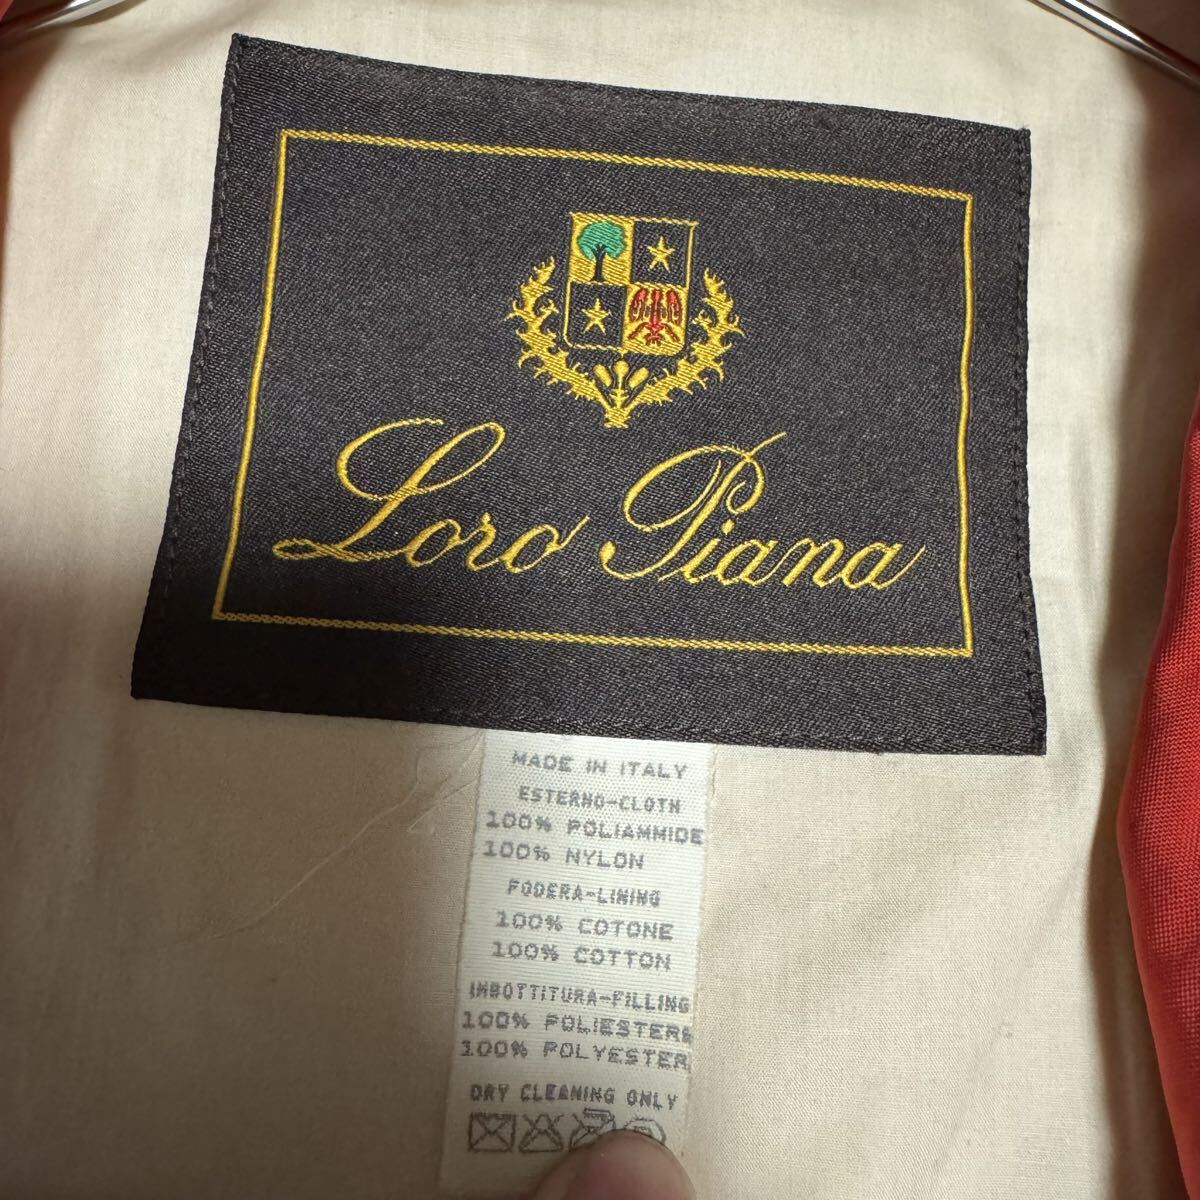 Loro Piana
MADE IN ITALY
ESTERNO-CLOTH
100% POLIAMMIDE
100% NYLON
FODERA-LINING
100% COTONE
100% COTTON
IMBOTTITURA-FILLING
100% POLIESTERE
100% POLYESTER
DRY CLEANING ONLY